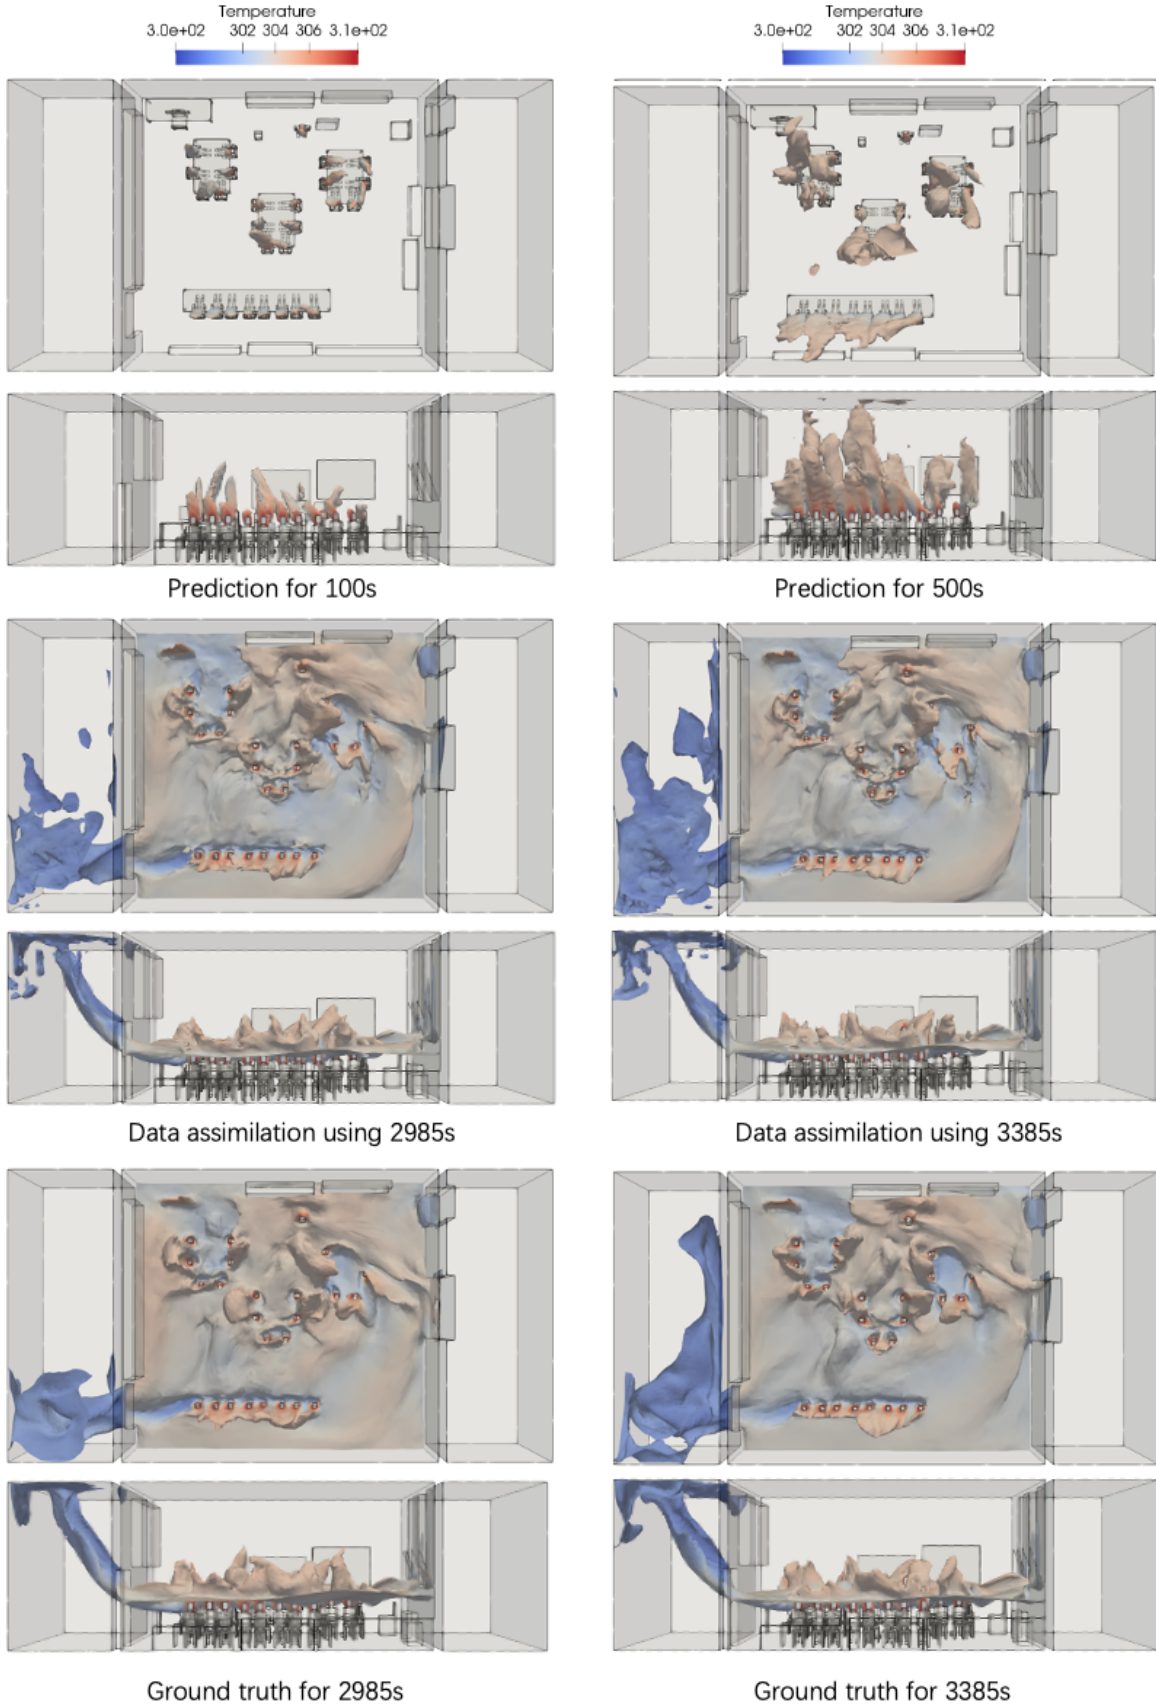 Temperature
3.0e+02 302 304 306 3.1e+02
Temperature
3.0e+02 302 304 306 3.1e+02
Prediction for 100s
Prediction for 500s
Data assimilation using 2985s
Data assimilation using 3385s
Ground truth for 2985s
Ground truth for 3385s